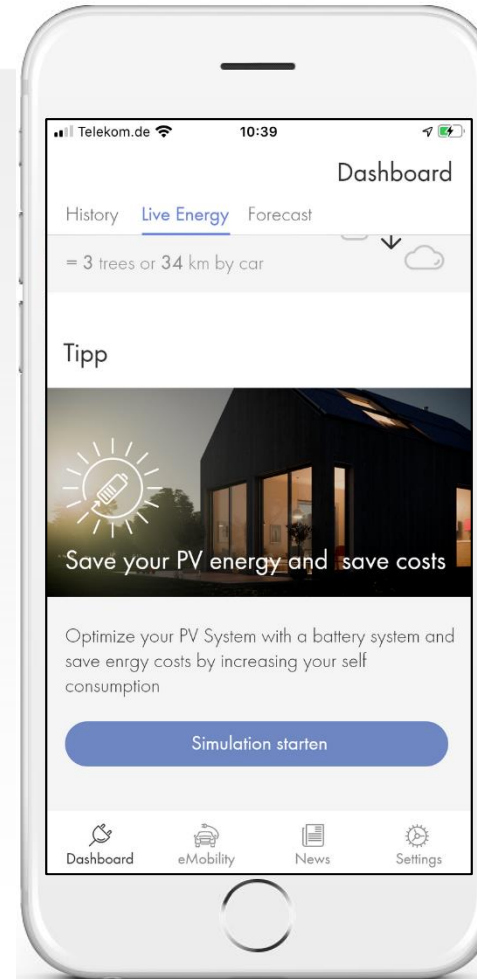 Telekom.de
10:39
Dashboard
History Live Energy Forecast
= 3 trees or 34 km by car
Tipp
Save your PV energy and save costs
Optimize your PV System with a battery system and
save enrgy costs by increasing your self
consumption
Simulation starten
Dashboard eMobility News Settings